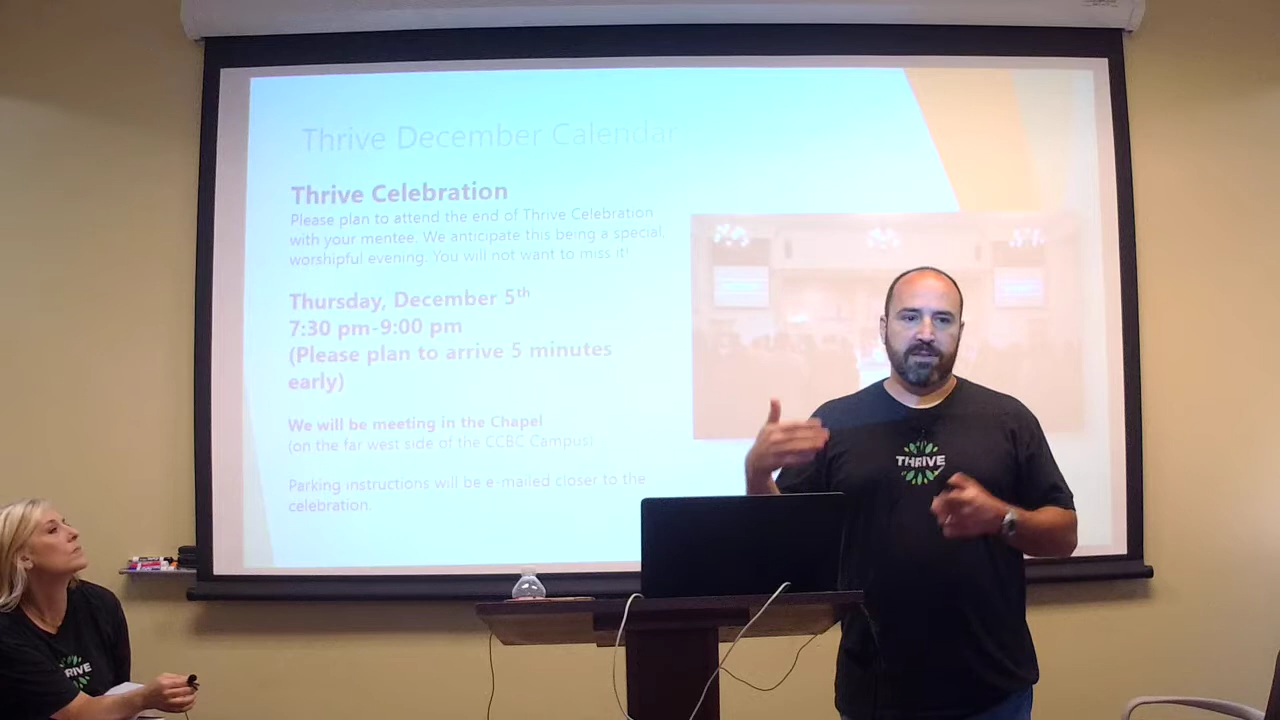 Thrive December Calendar
Thrive Celebration
Please plan to attend the end of Thrive Celebration
with your mentee. We anticipate this being a special,
worshipful evening. You will not want to miss it!
Thursday, December 5th
7:30 pm-9:00 pm
(Please plan to arrive 5 minutes
early)
We will be meeting in the Chapel
(on the far west side of the CCBC Campus)
Parking instructions will be e-mailed closer to the
celebration.
THRIVE
RIVE